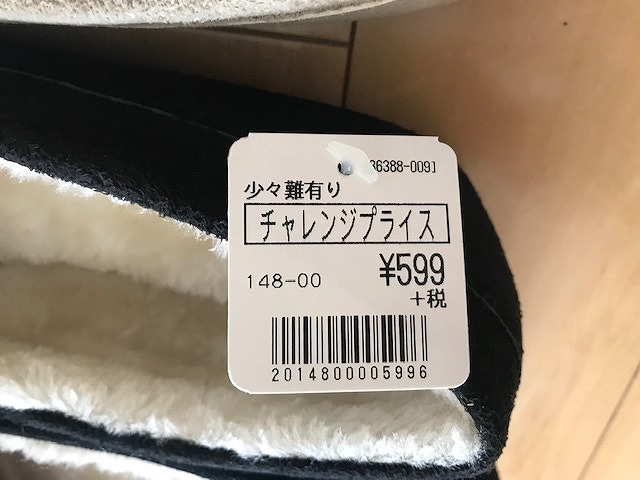 36388-009]
少々難有り
チャレンジプライス
148-00 ¥599
+税
2014800005996